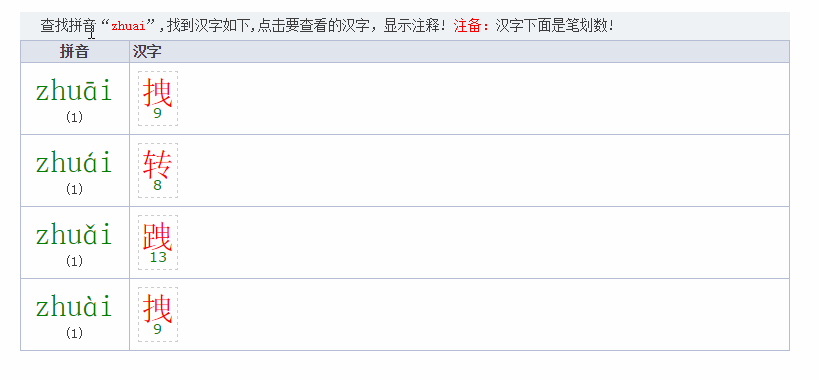 查找拼音“zhuai”,找到汉字如下,点击要查看的汉字，显示注释! 注备：汉字下面是笔划数!
拼音 汉字
zhuāi 拽
(1) 9
zhuái 转
(1) 8
zhuǎi 跩
(1) 13
zhuài 拽
(1) 9